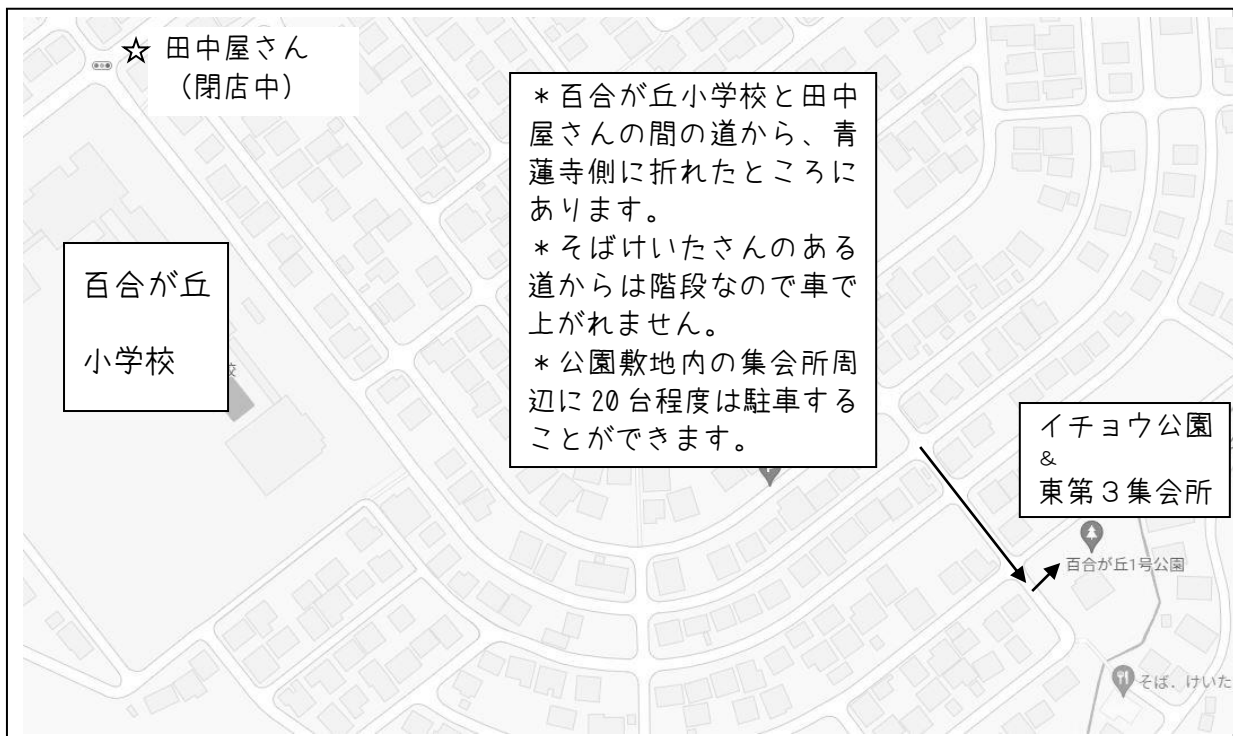 ☆ 田中屋さん
(閉店中)
*百合が丘小学校と田中
屋さんの間の道から、青
蓮寺側に折れたところに
あります。
*そばけいたさんのある
道からは階段なので車で
上がれません。
*公園敷地内の集会所周
辺に20台程度は駐車する
ことができます。
百合が丘
小学校
校
イチョウ公園
&
東第3集会所
百合が丘1号公園
そば．けいた